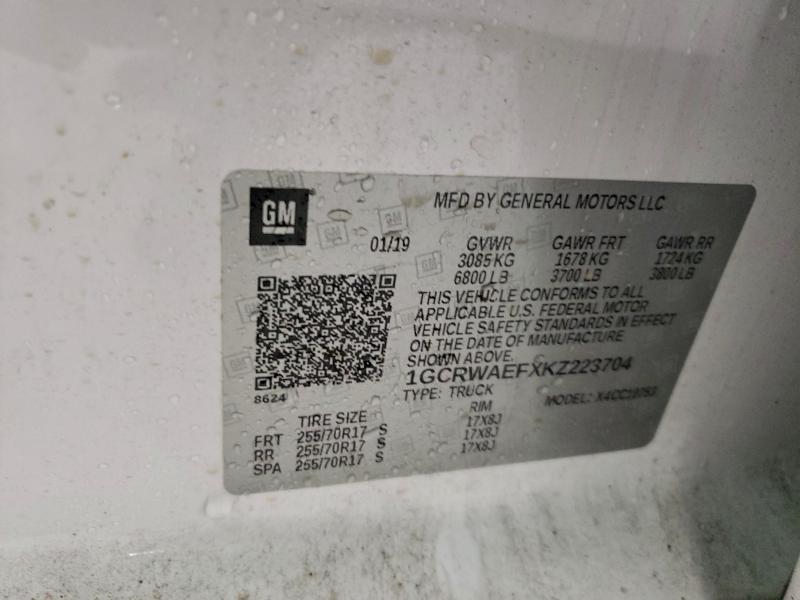 GM
MFD BY GENERAL MOTORS LLC
01/19 GVWR GAWR FRT GAWR RR
3085 KG 1678 KG 1724 KG
6800 LB 3700 LB 3800 LB
THIS VEHICLE CONFORMS TO ALL
APPLICABLE U.S. FEDERAL MOTOR
VEHICLE SAFETY STANDARDS IN EFFECT
ON THE DATE OF MANUFACTURE
SHOWN ABOVE.
1GCRWAEFXKZ223704
8624
TYPE: TRUCK MODEL:
TIRE SIZE RIM
FRT 255/70R17 S 17X8J
RR 255/70R17 S 17X8J
SPA 255/70R17 S 17X8J